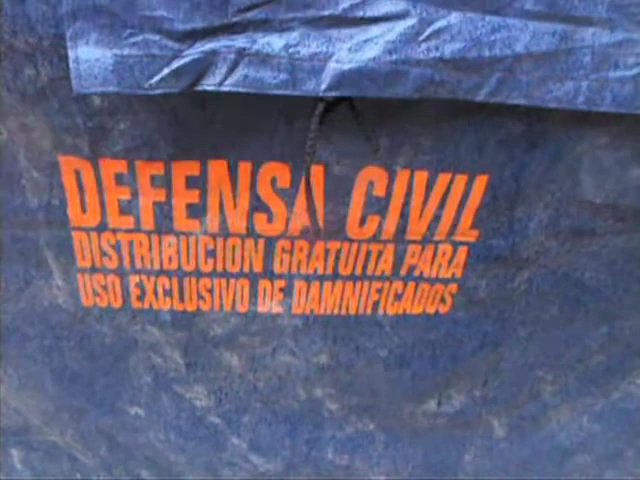 DEFENSA CIVIL
DISTRIBUCION GRATUITA PARA
USO EXCLUSIVO DE DAMNIFICADOS